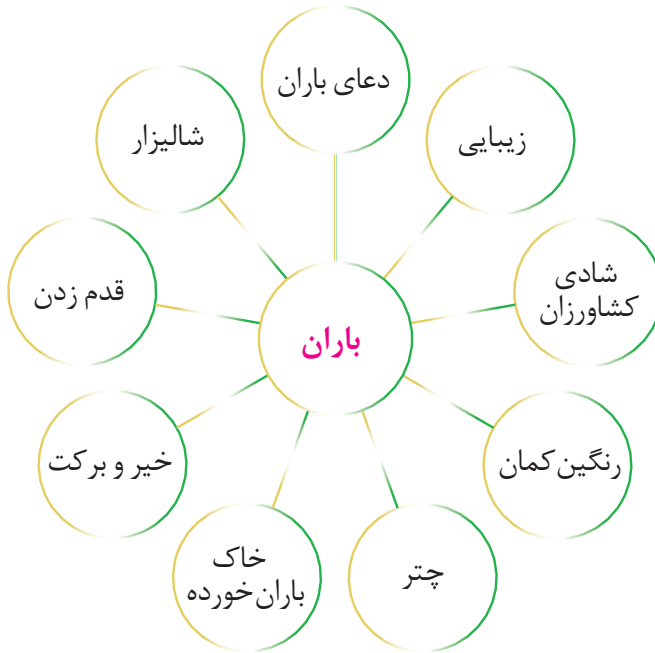 دعای باران
زیبایی
شالیزار
شادی
کشاورزان
قدم زدن
باران
رنگین‌کمان
خیر و برکت
چتر
خاک
باران‌خورده